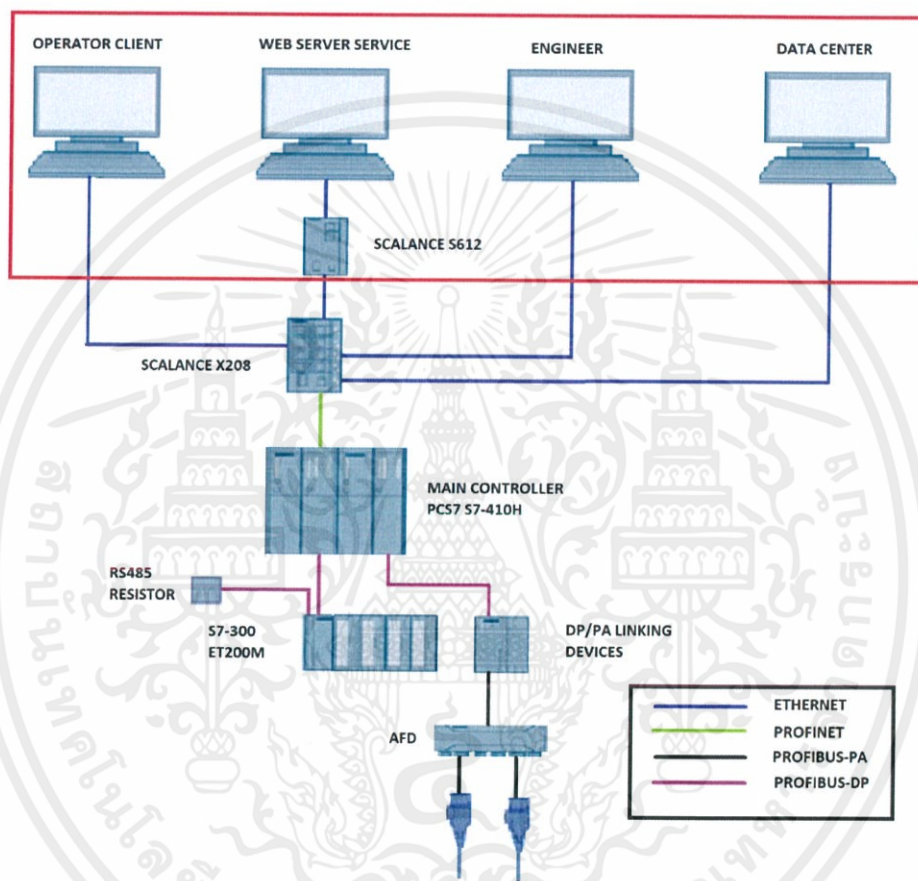 OPERATOR CLIENT
WEB SERVER SERVICE
ENGINEER
DATA CENTER
SCALANCE S612
SCALANCE X208
MAIN CONTROLLER
PCS7 S7-410H
RS485
RESISTOR
S7-300
ET200M
DP/PA LINKING
DEVICES
AFD
ETHERNET
PROFINET
PROFIBUS-PA
PROFIBUS-DP